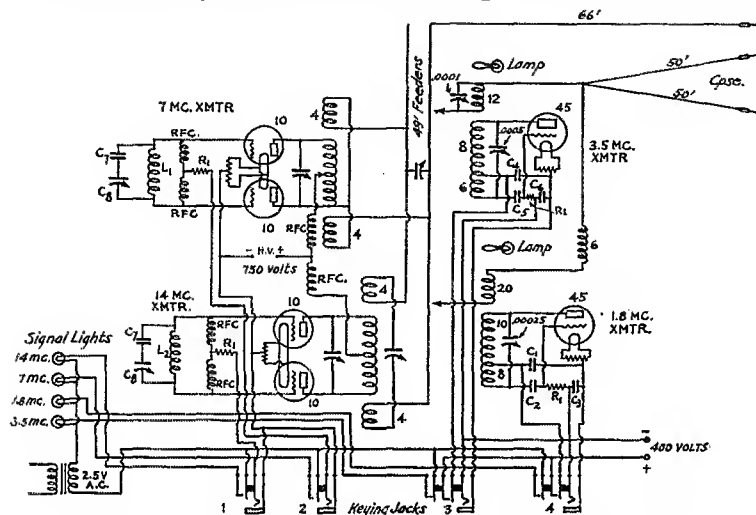 66'
Lamp
50'
Cpse.
50'
.0001
12
7 MC. XMTR
10
4
49' Feeders
45
.0005
8
C4
3.5 MC.
XMTR
C7
C8
L1
RFC.
R1
RFC
10
RFC
4
6
C5
C6
R1
Lamp
6
- H.V. +
750 Volts
RFC.
4
20
14 MC.
XMTR.
10
45
1.8 MC.
XMTR.
Signal Lights
14 mc.
7 mc.
1.8 mc.
3.5 mc.
C7
C8
L2
RFC
R1
RFC
10
4
10
.00025
8
C1
C2
R1
C3
2.5V
A.C.
-
400 VOLTS
+
1
2
Keying Jacks
3
4